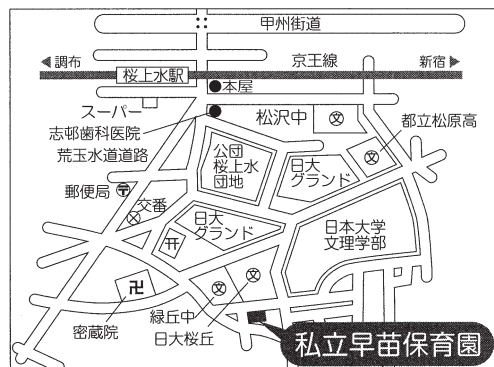 甲州街道
調布
京王線
新宿
桜上水駅
本屋
スーパー
松沢中
文
都立松原高
志邨歯科医院
荒玉水道道路
公団
桜上水
団地
日大
グランド
文
郵便局
〒
交番
日大
グランド
日本大学
文理学部
卍
文
文
密蔵院
緑丘中
日大桜丘
私立早苗保育園